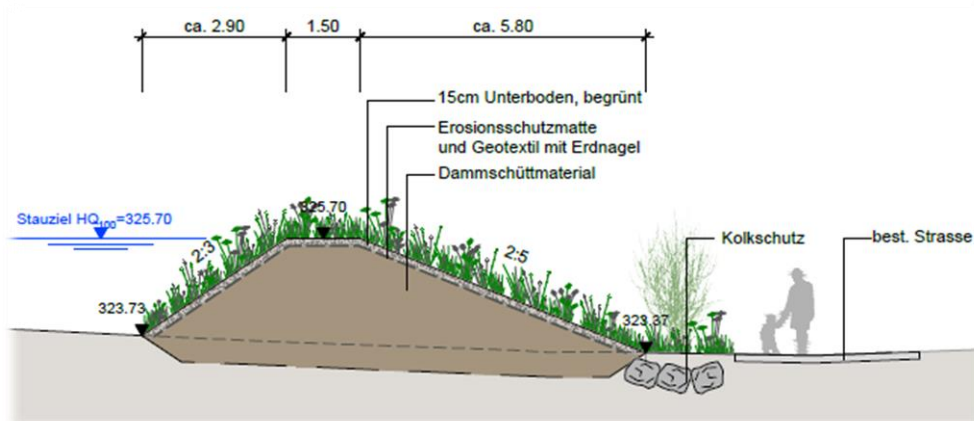 ca. 2.90
1.50
ca. 5.80
15cm Unterboden, begrünt
Erosionsschutzmatte
und Geotextil mit Erdnagel
Dammschüttmaterial
Stauziel HQ100=325.70
325.70
2:3
2:5
Kolkschutz
best. Strasse
323.73
323.37